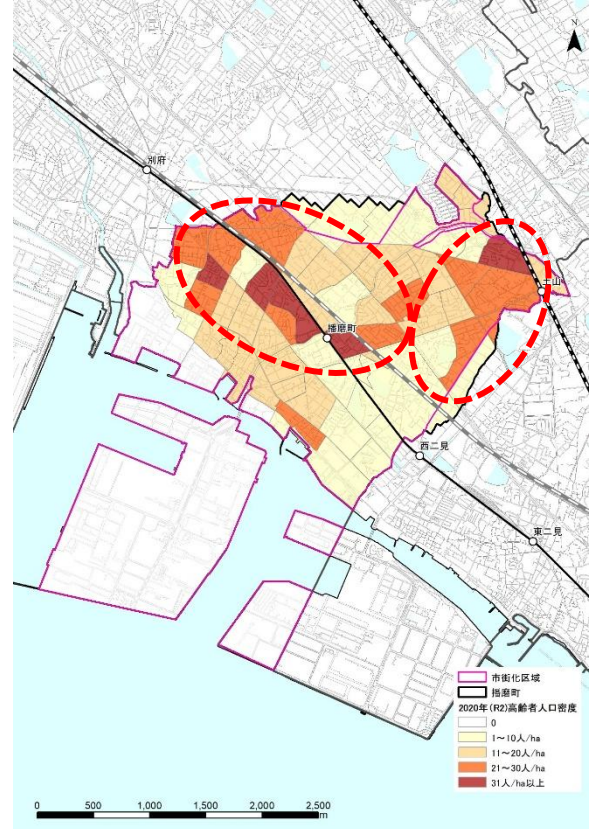 N
別府
土山
播磨町
西二見
東二見
市街化区域
播磨町
2020年(R2)高齢者人口密度
0
1～10人/ha
11～20人/ha
21～30人/ha
31人/ha以上
0 500 1,000 1,500 2,000 2,500
m